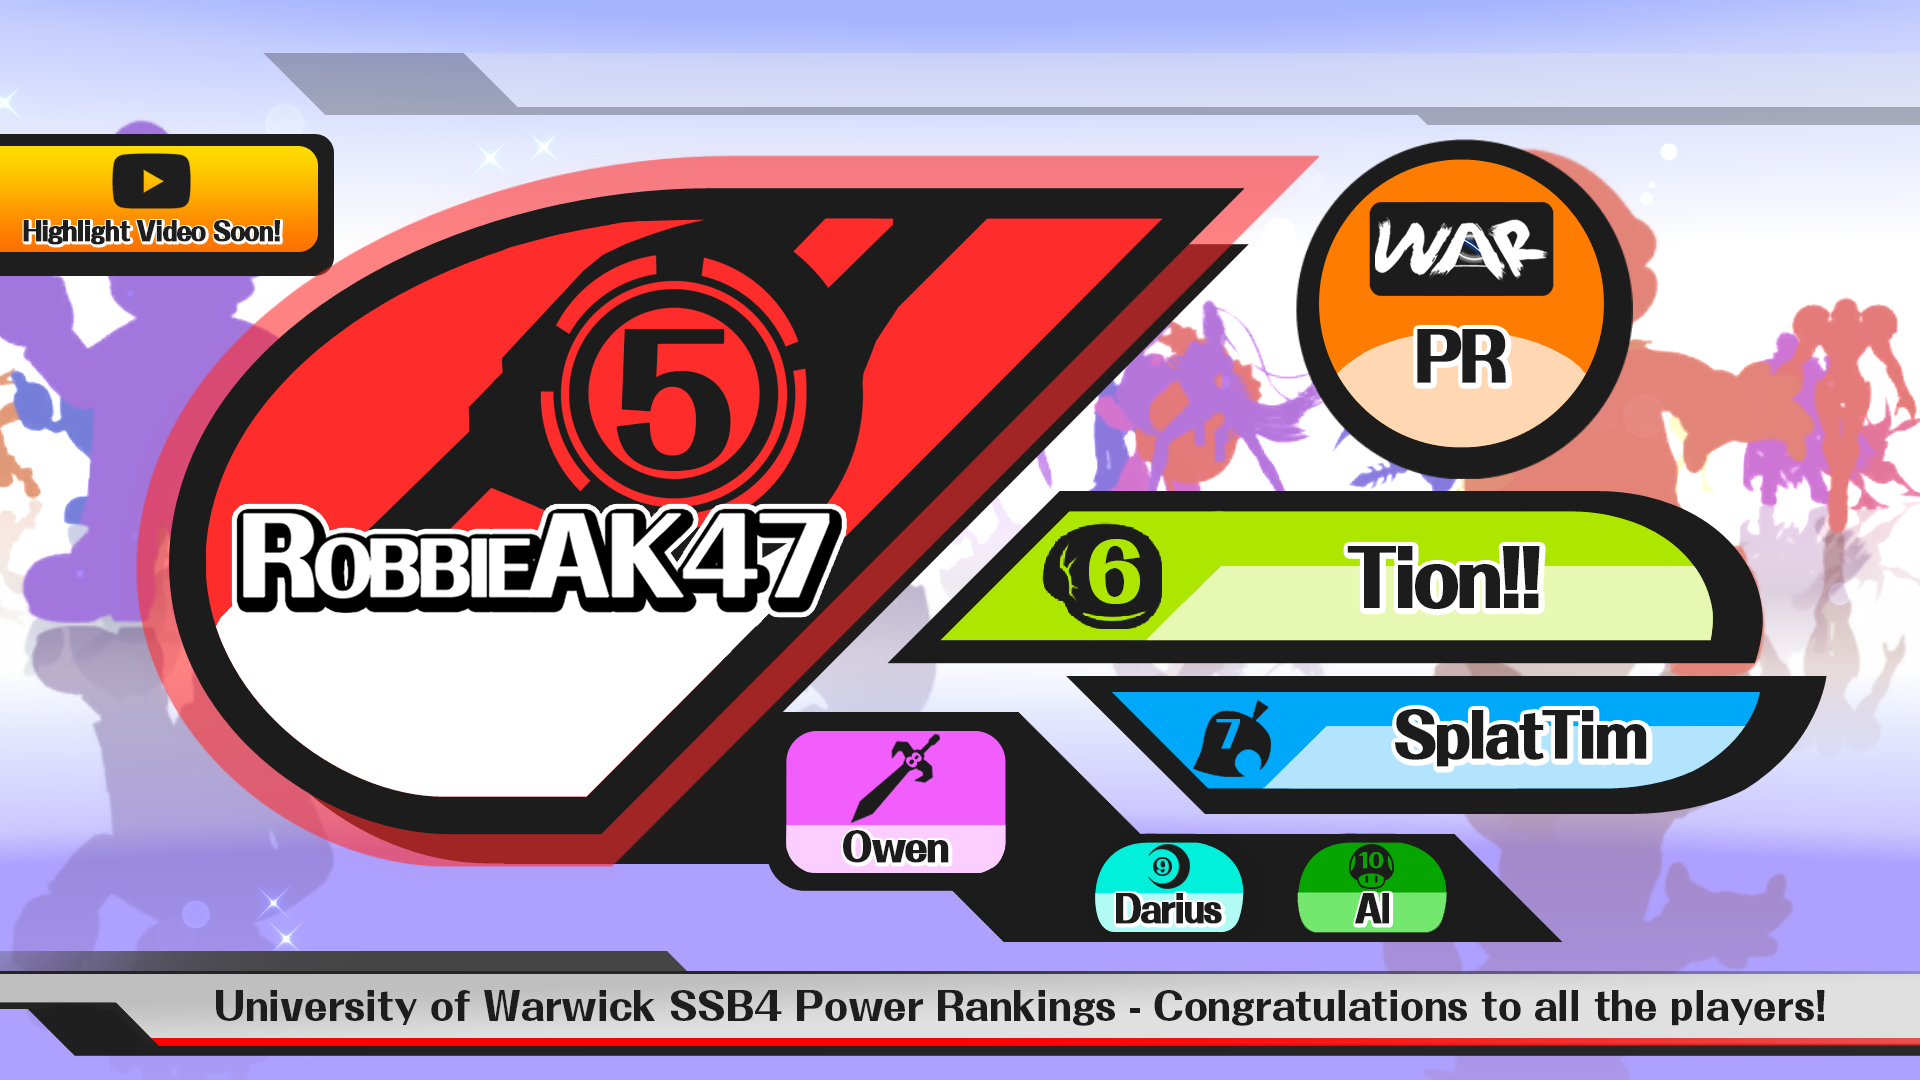 Highlight Video Soon!
5
RobbieAK47
WAR
PR
6
Tion!!
7
SplatTim
8
Owen
9
Darius
10
Al
University of Warwick SSB4 Power Rankings - Congratulations to all the players!